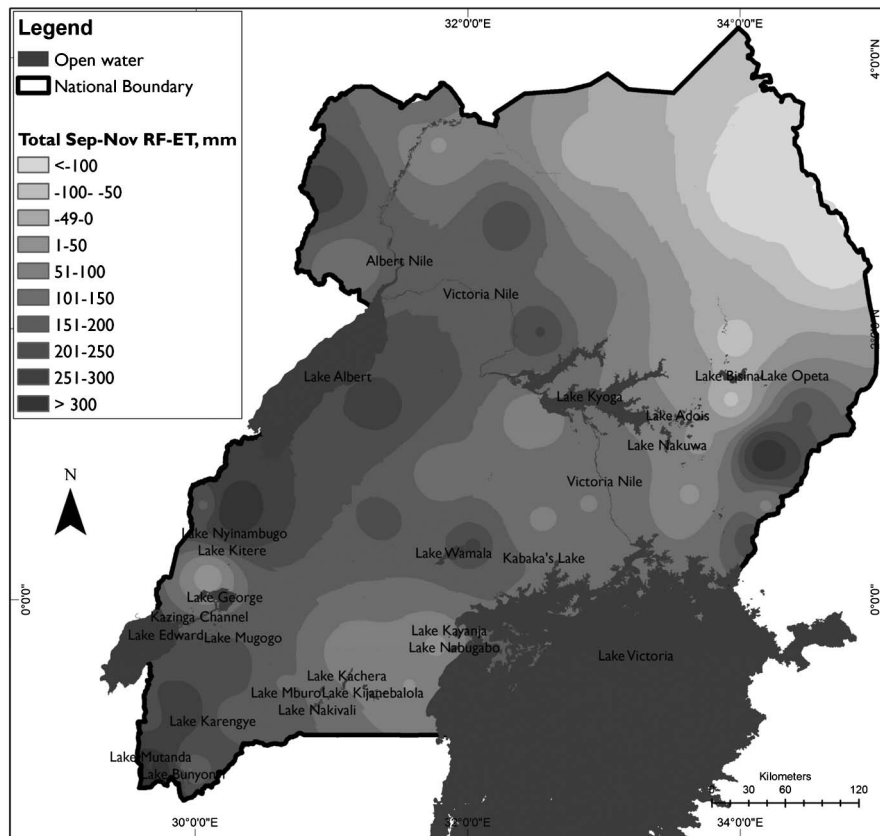 32°0'0"E
34°0'0"E
Legend
Open water
National Boundary
Total Sep-Nov RF-ET, mm
<-100
-100- -50
-49-0
1-50
51-100
101-150
151-200
201-250
251-300
> 300
4°0'0"N
Albert Nile
Victoria Nile
Lake Albert
Lake Bisina
Lake Opeta
Lake Kyoga
Lake Adois
Lake Nakuwa
N
Victoria Nile
Lake Nyinambugo
Lake Kitere
Lake Wamala
Kabaka's Lake
Lake George
0°0'0"
0°0'0"
Kazinga Channel
Lake Edward
Lake Mugogo
Lake Kayanja
Lake Nabugabo
Lake Victoria
Lake Kachera
Lake Mburo
Lake Kijanebalola
Lake Nakivali
Lake Karengye
Lake Mutanda
Lake Bunyonyi
Kilometers
0 30 60 120
30°0'0"E
32°0'0"E
34°0'0"E